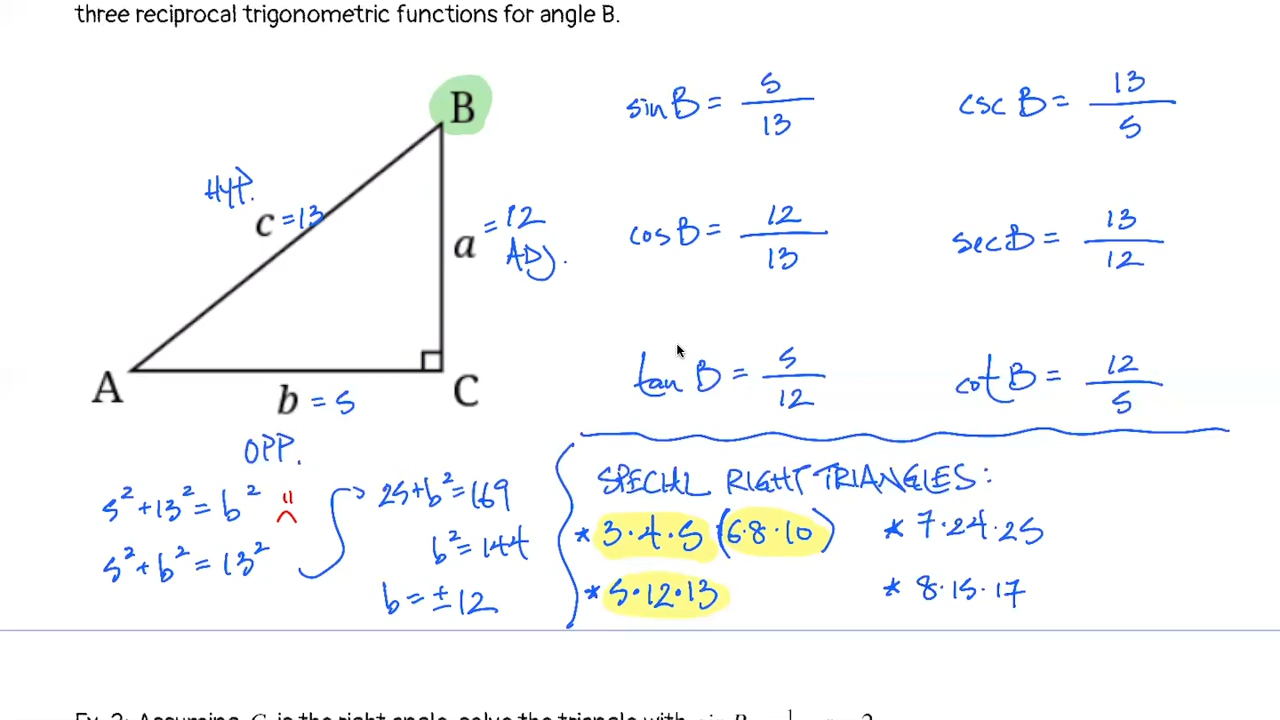 three reciprocal trigonometric functions for angle B.
B
HYP.
c = 13
a = 12
ADJ.
A
C
b = 5
OPP.
sin B = 5/13
csc B = 13/5
cos B = 12/13
sec B = 13/12
tan B = 5/12
cot B = 12/5
5² + 13² = b²
5² + b² = 13²
25 + b² = 169
b² = 144
b = ± 12
SPECIAL RIGHT TRIANGLES:
* 3·4·5 (6·8·10)
* 7·24·25
* 5·12·13
* 8·15·17